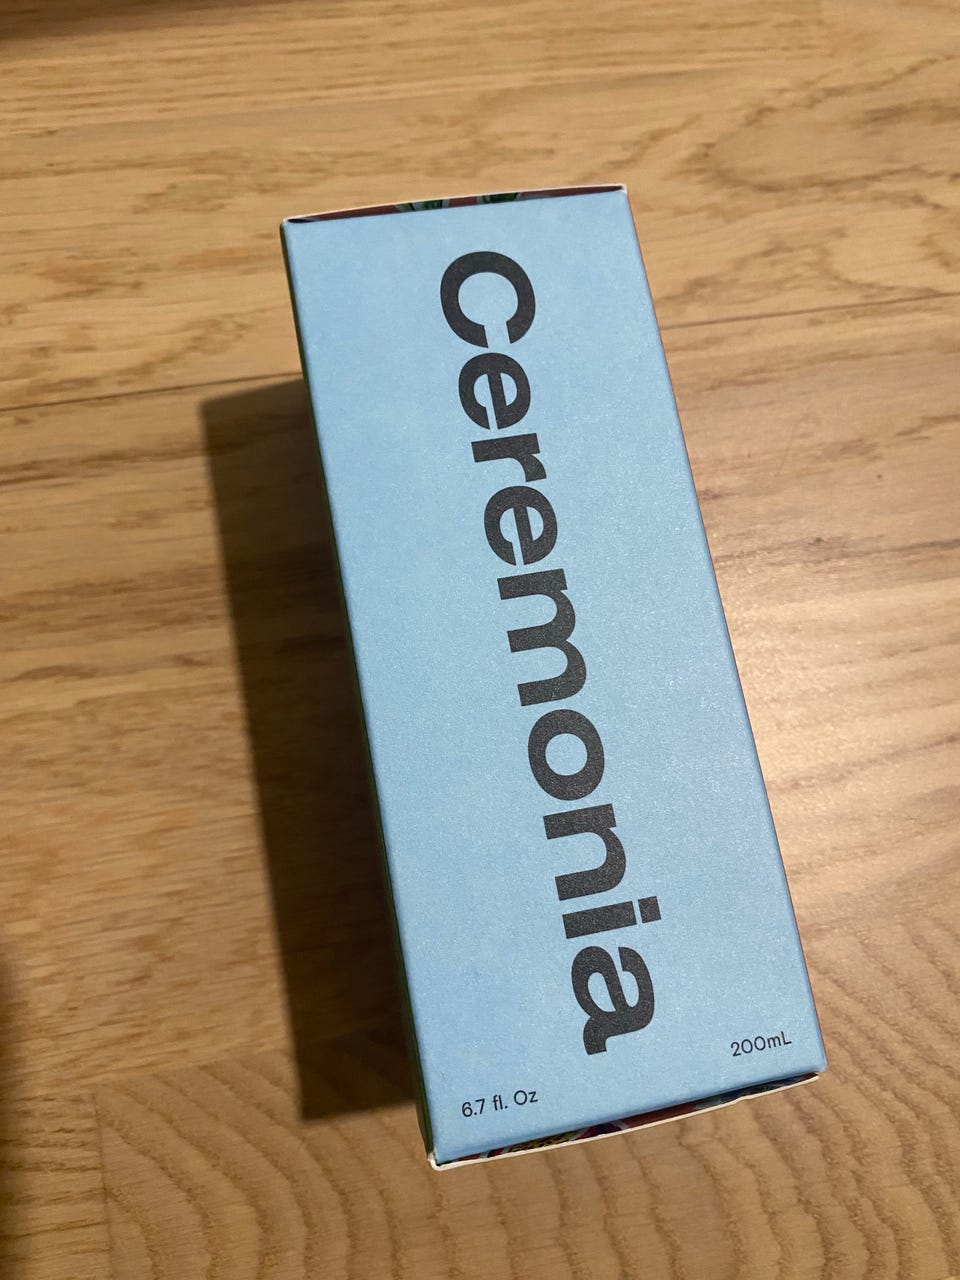 Ceremonia
6.7 fl. Oz
200mL